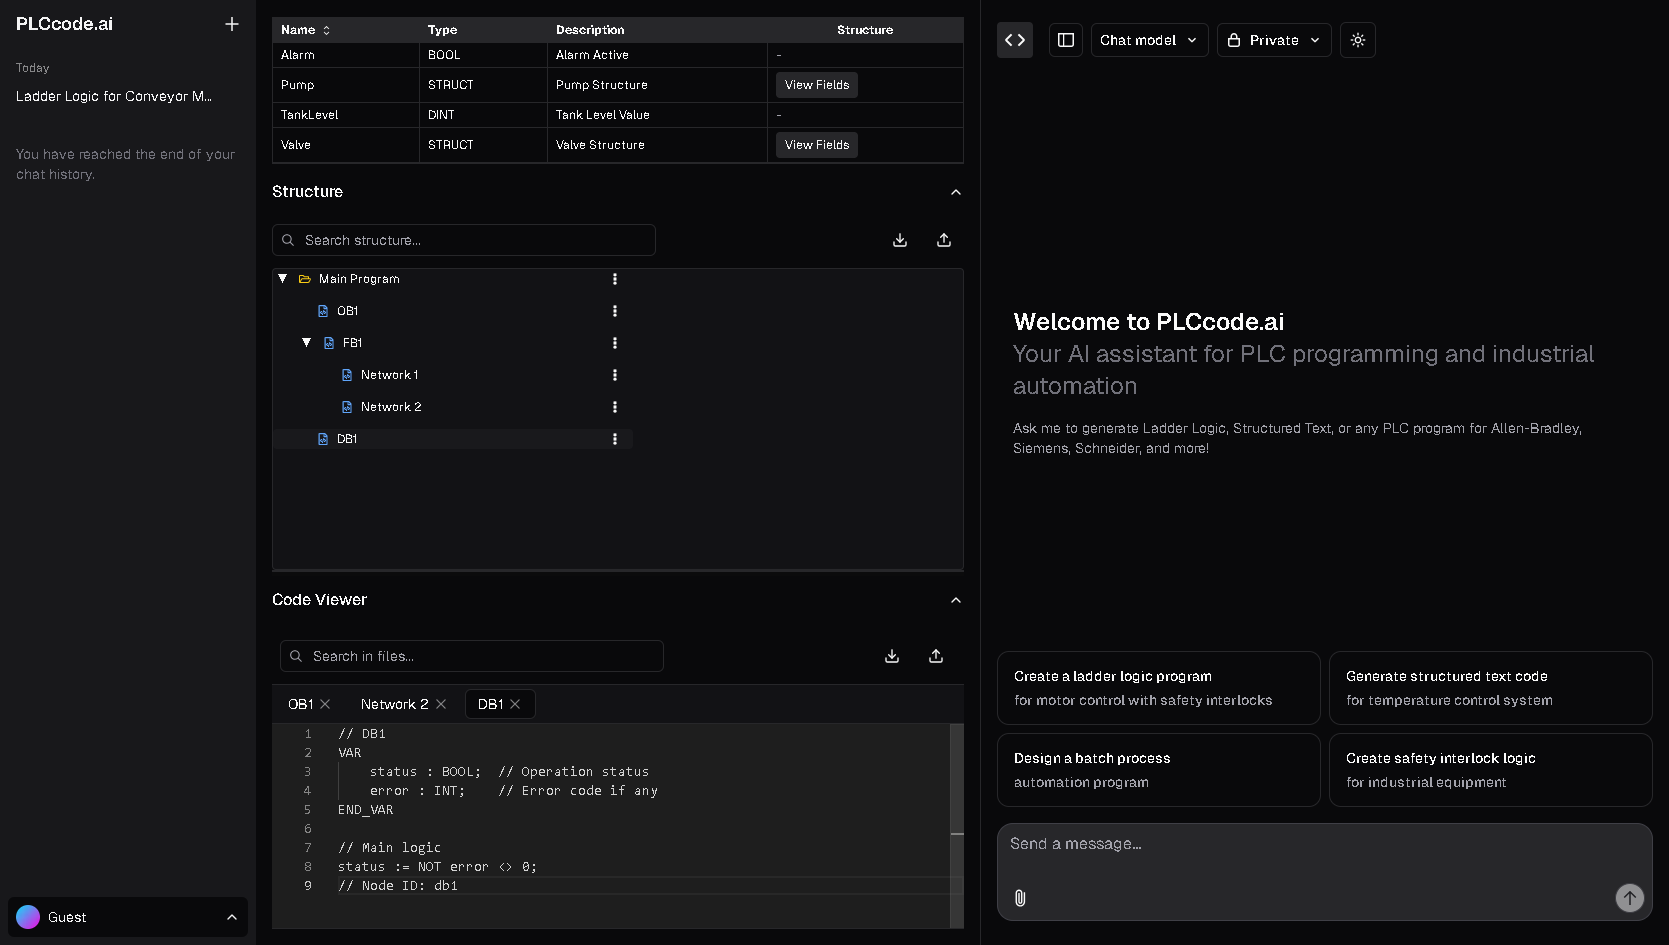 PLCcode.ai
Today
Ladder Logic for Conveyor M...
You have reached the end of your
chat history.
Guest
Name Type Description Structure
Alarm BOOL Alarm Active -
Pump STRUCT Pump Structure View Fields
TankLevel DINT Tank Level Value -
Valve STRUCT Valve Structure View Fields
Structure
Search structure...
Main Program
OB1
FB1
Network 1
Network 2
DB1
Code Viewer
Search in files...
OB1 Network 2 DB1
1 // DB1
2 VAR
3 status : BOOL; // Operation status
4 error : INT; // Error code if any
5 END_VAR
6
7 // Main logic
8 status := NOT error <> 0;
9 // Node ID: db1
Chat model Private
Welcome to PLCcode.ai
Your AI assistant for PLC programming and industrial
automation
Ask me to generate Ladder Logic, Structured Text, or any PLC program for Allen-Bradley,
Siemens, Schneider, and more!
Create a ladder logic program
for motor control with safety interlocks
Generate structured text code
for temperature control system
Design a batch process
automation program
Create safety interlock logic
for industrial equipment
Send a message...